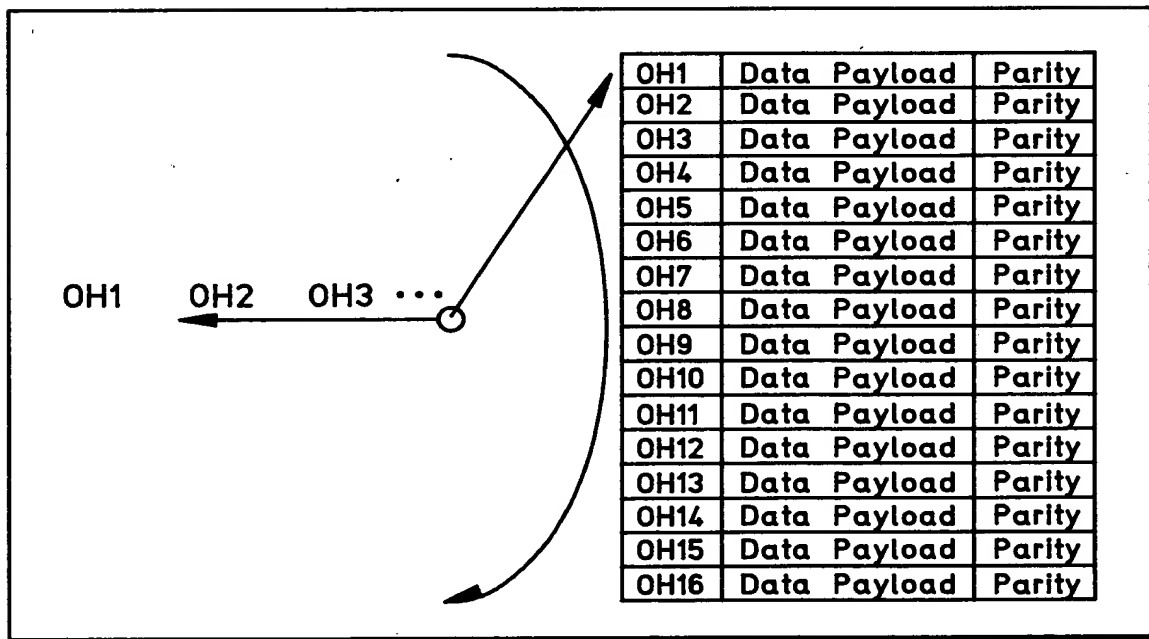 OH1 OH2 OH3 •••
OH1 Data Payload Parity
OH2 Data Payload Parity
OH3 Data Payload Parity
OH4 Data Payload Parity
OH5 Data Payload Parity
OH6 Data Payload Parity
OH7 Data Payload Parity
OH8 Data Payload Parity
OH9 Data Payload Parity
OH10 Data Payload Parity
OH11 Data Payload Parity
OH12 Data Payload Parity
OH13 Data Payload Parity
OH14 Data Payload Parity
OH15 Data Payload Parity
OH16 Data Payload Parity